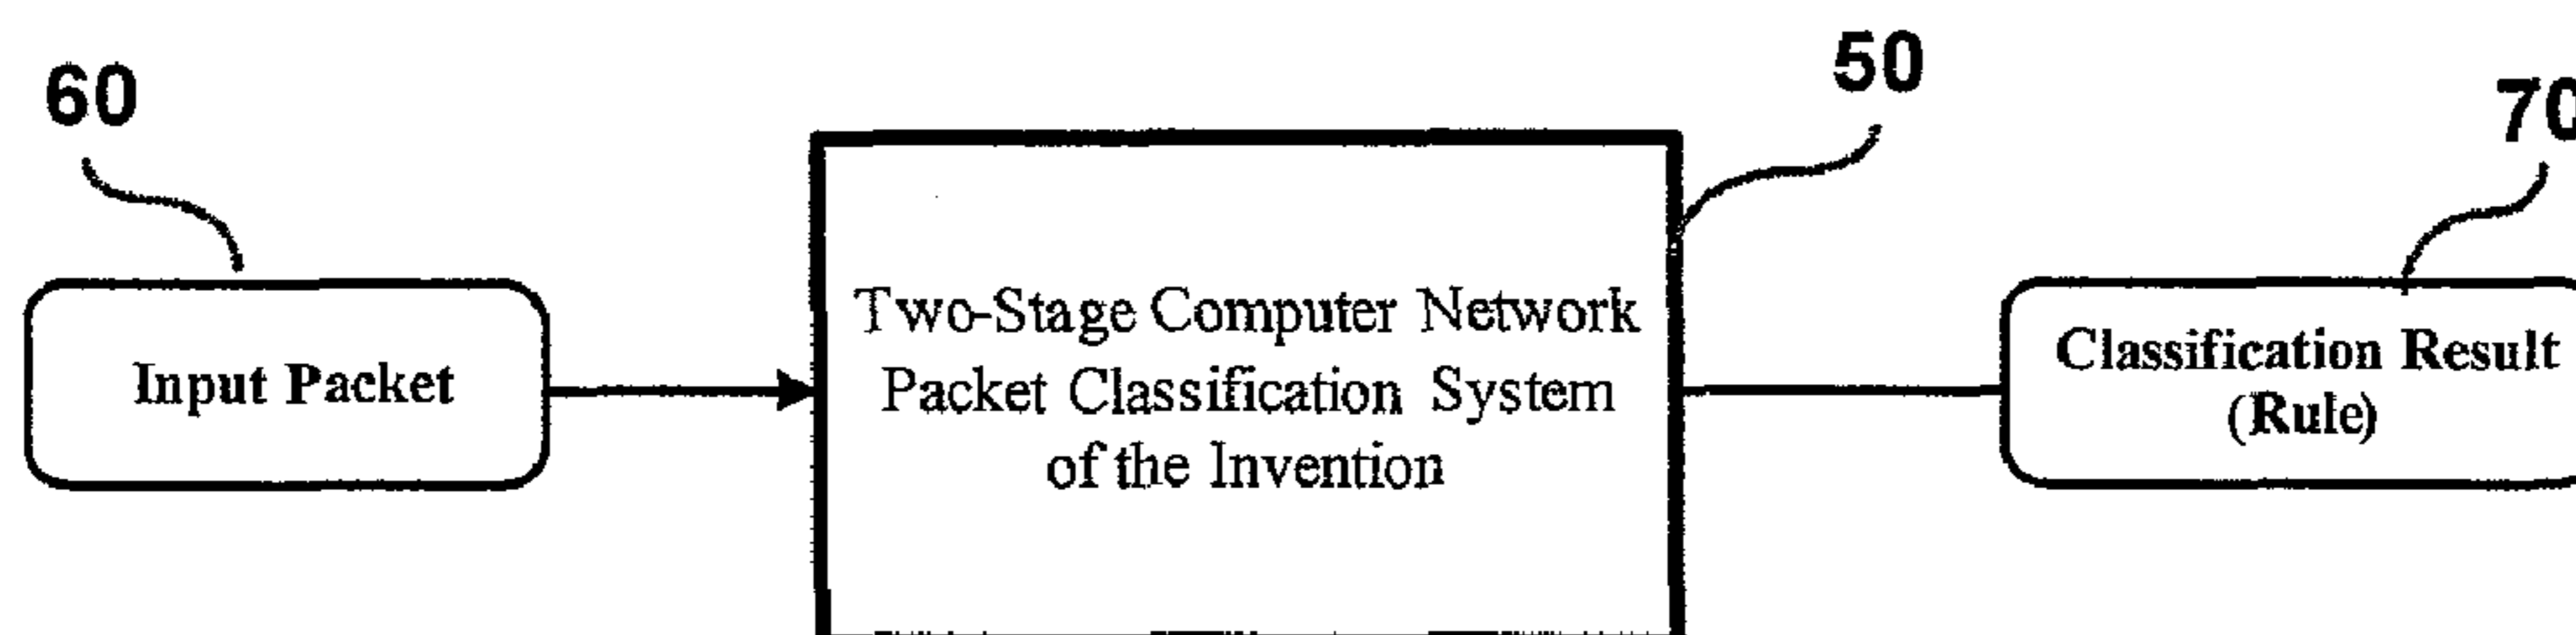 60
50
70
Input Packet
Two-Stage Computer Network
Packet Classification System
of the Invention
Classification Result
(Rule)